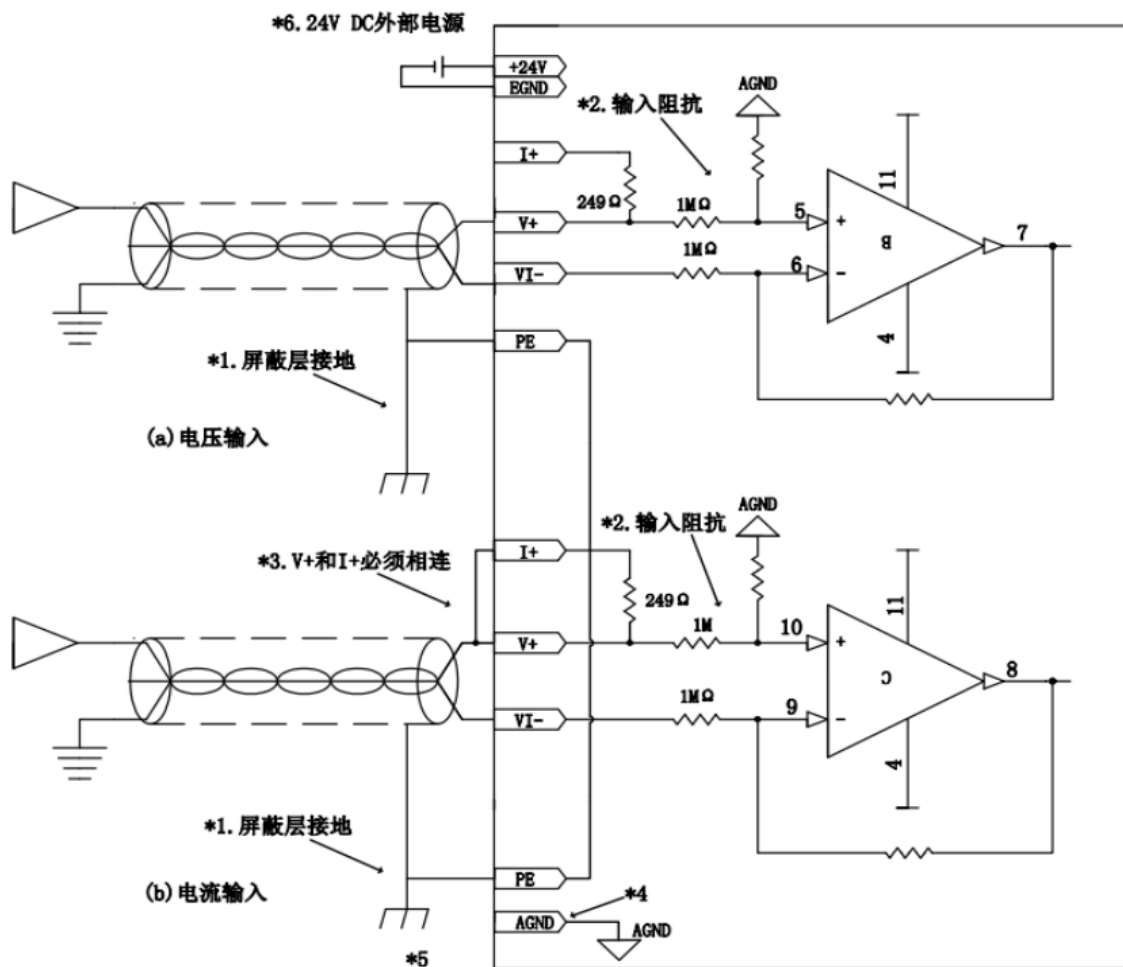 *6.24V DC外部电源
+24V
EGND
AGND
*2.输入阻抗
I+
11
249Ω
1MΩ
V+
5
+
7
B
1MΩ
VI-
6
-
4
PE
*1.屏蔽层接地
(a)电压输入
AGND
*2.输入阻抗
I+
*3.V+和I+必须相连
11
249Ω
1M
V+
10
+
8
C
1MΩ
VI-
9
-
4
*1.屏蔽层接地
PE
(b)电流输入
*4
AGND
AGND
*5